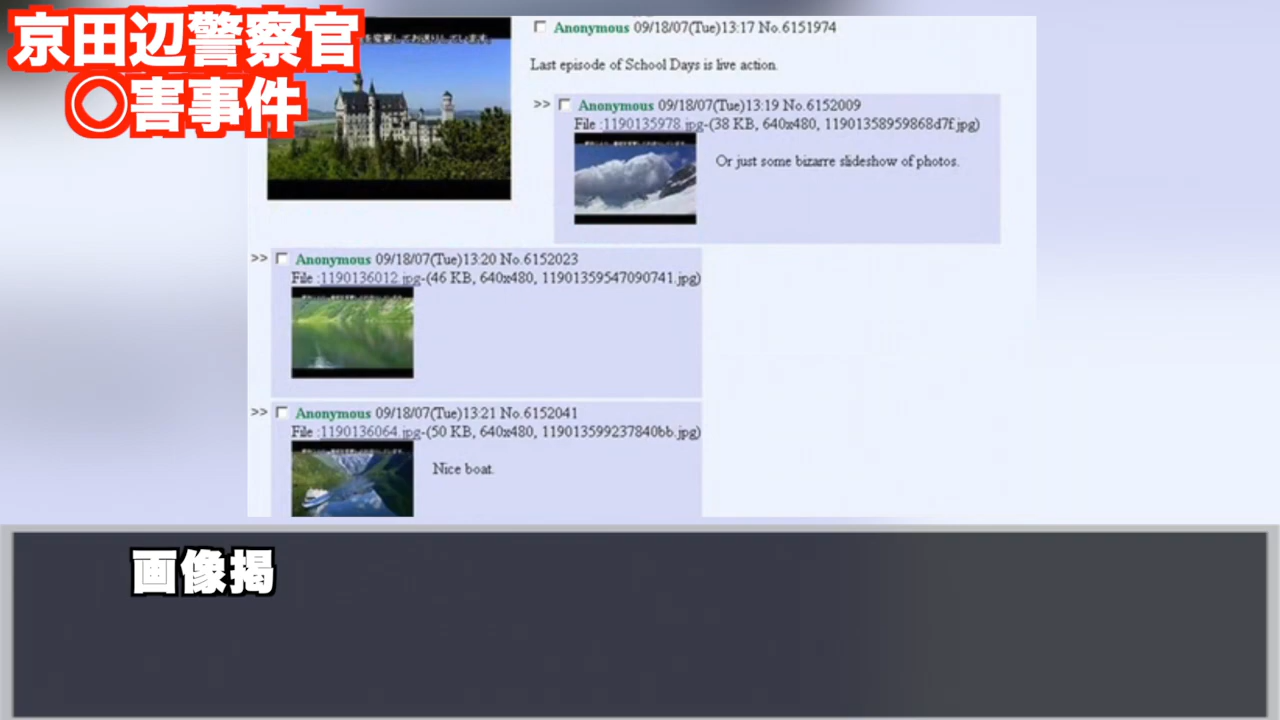 京田辺警察官
◎害事件
Anonymous 09/18/07(Tue)13:17 No.6151974
Last episode of School Days is live action.
>> Anonymous 09/18/07(Tue)13:19 No.6152009
File :1190135978.jpg-(38 KB, 640x480, 11901358959868d7f.jpg)
Or just some bizarre slideshow of photos.
>> Anonymous 09/18/07(Tue)13:20 No.6152023
File :1190136012.jpg-(46 KB, 640x480, 11901359547090741.jpg)
>> Anonymous 09/18/07(Tue)13:21 No.6152041
File :1190136064.jpg-(50 KB, 640x480, 119013599237840bb.jpg)
Nice boat.
画像掲